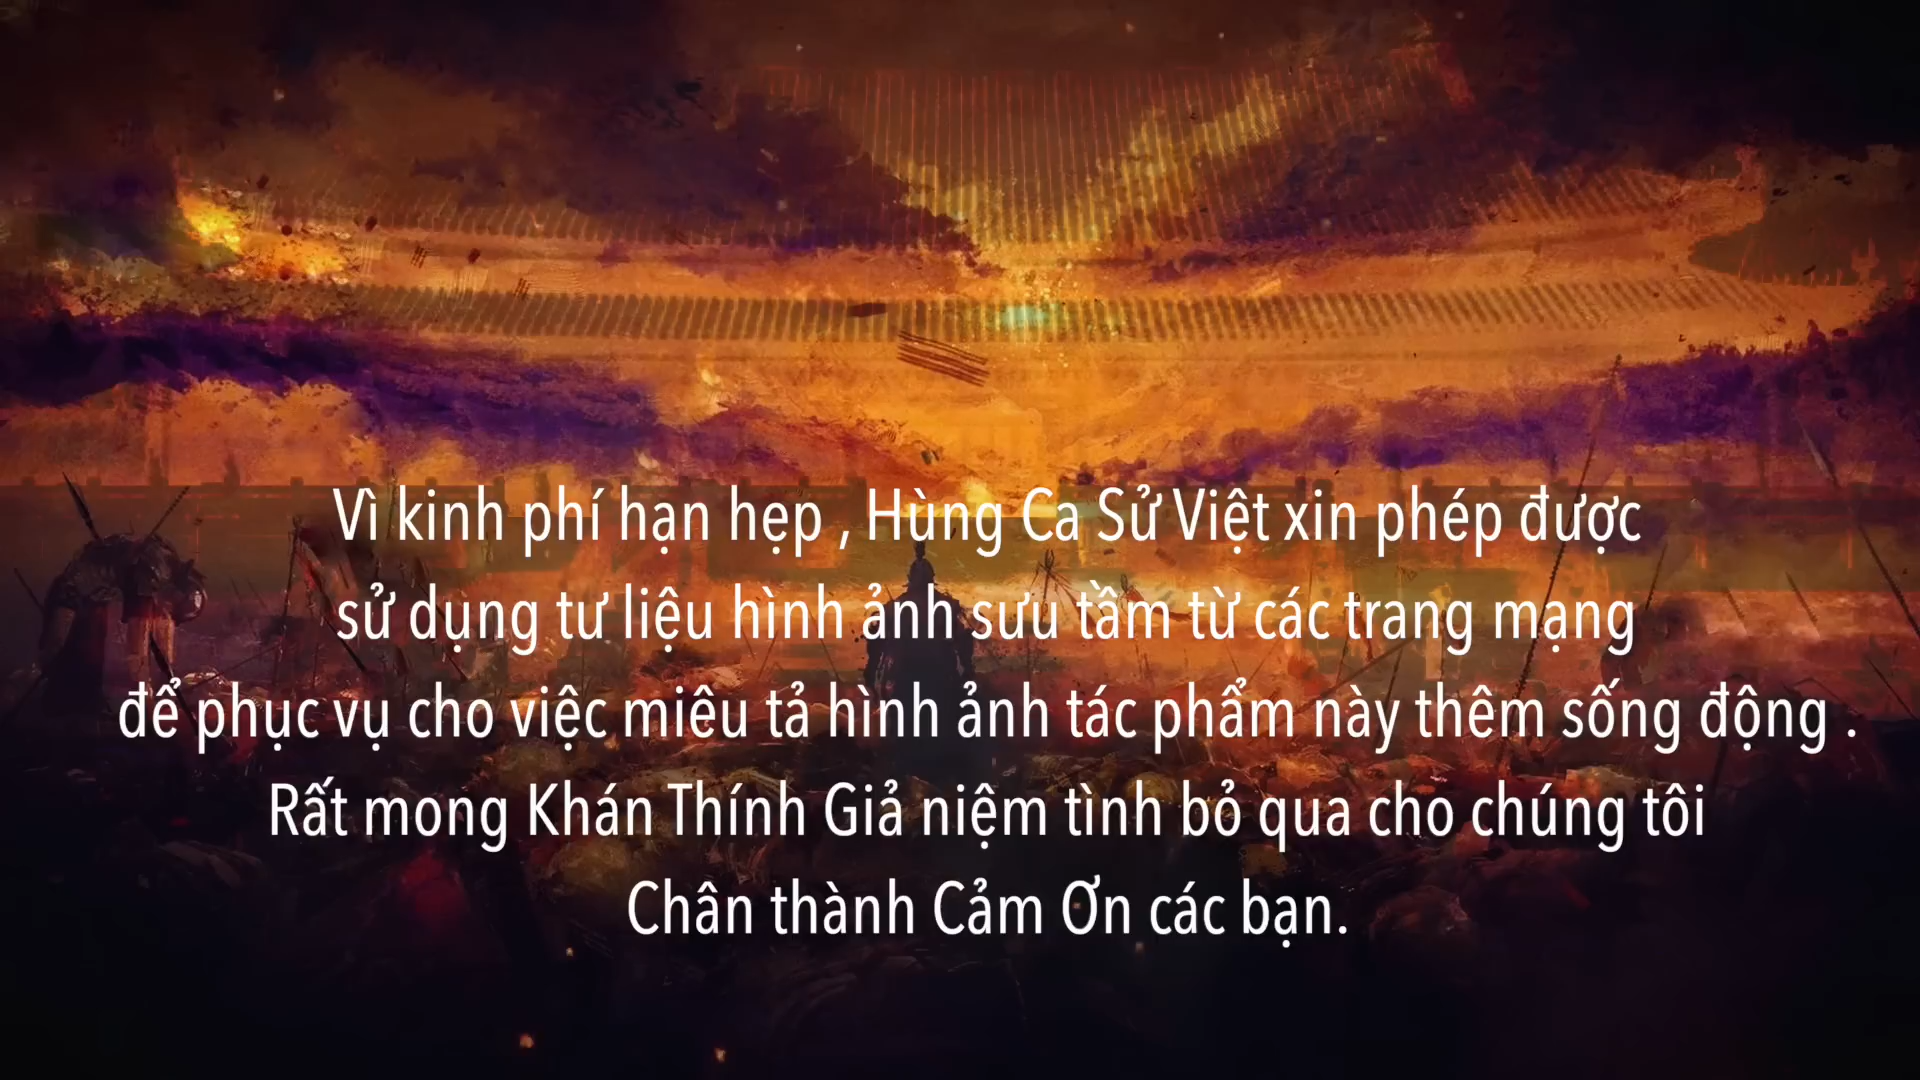 Vì kinh phí hạn hẹp , Hùng Ca Sử Việt xin phép được
sử dụng tư liệu hình ảnh sưu tầm từ các trang mạng
để phục vụ cho việc miêu tả hình ảnh tác phẩm này thêm sống động .
Rất mong Khán Thính Giả niệm tình bỏ qua cho chúng tôi
Chân thành Cảm Ơn các bạn.